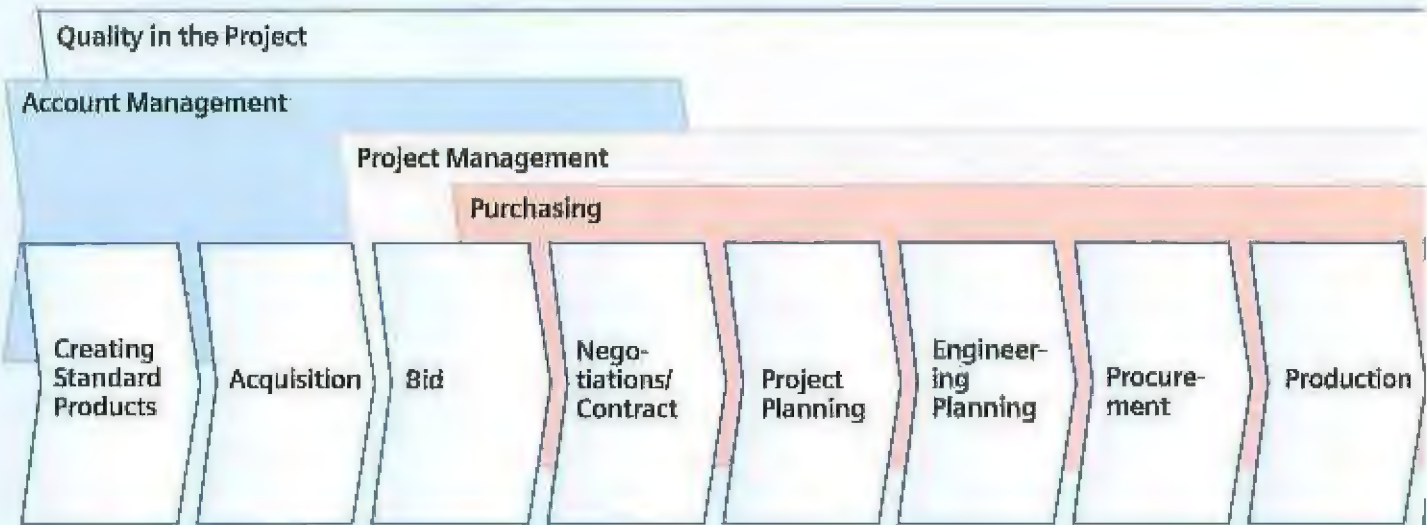 Quality in the Project
Account Management
Project Management
Purchasing
Creating
Standard
Products
Acquisition
Bid
Nego-
tiations/
Contract
Project
Planning
Engineer-
ing
Planning
Procure-
ment
Production